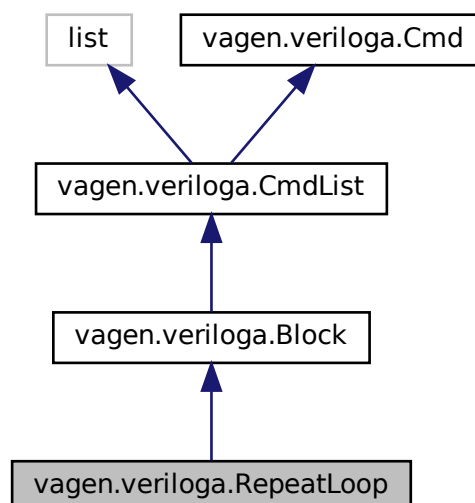 list
vagen.veriloga.Cmd
vagen.veriloga.CmdList
vagen.veriloga.Block
vagen.veriloga.RepeatLoop